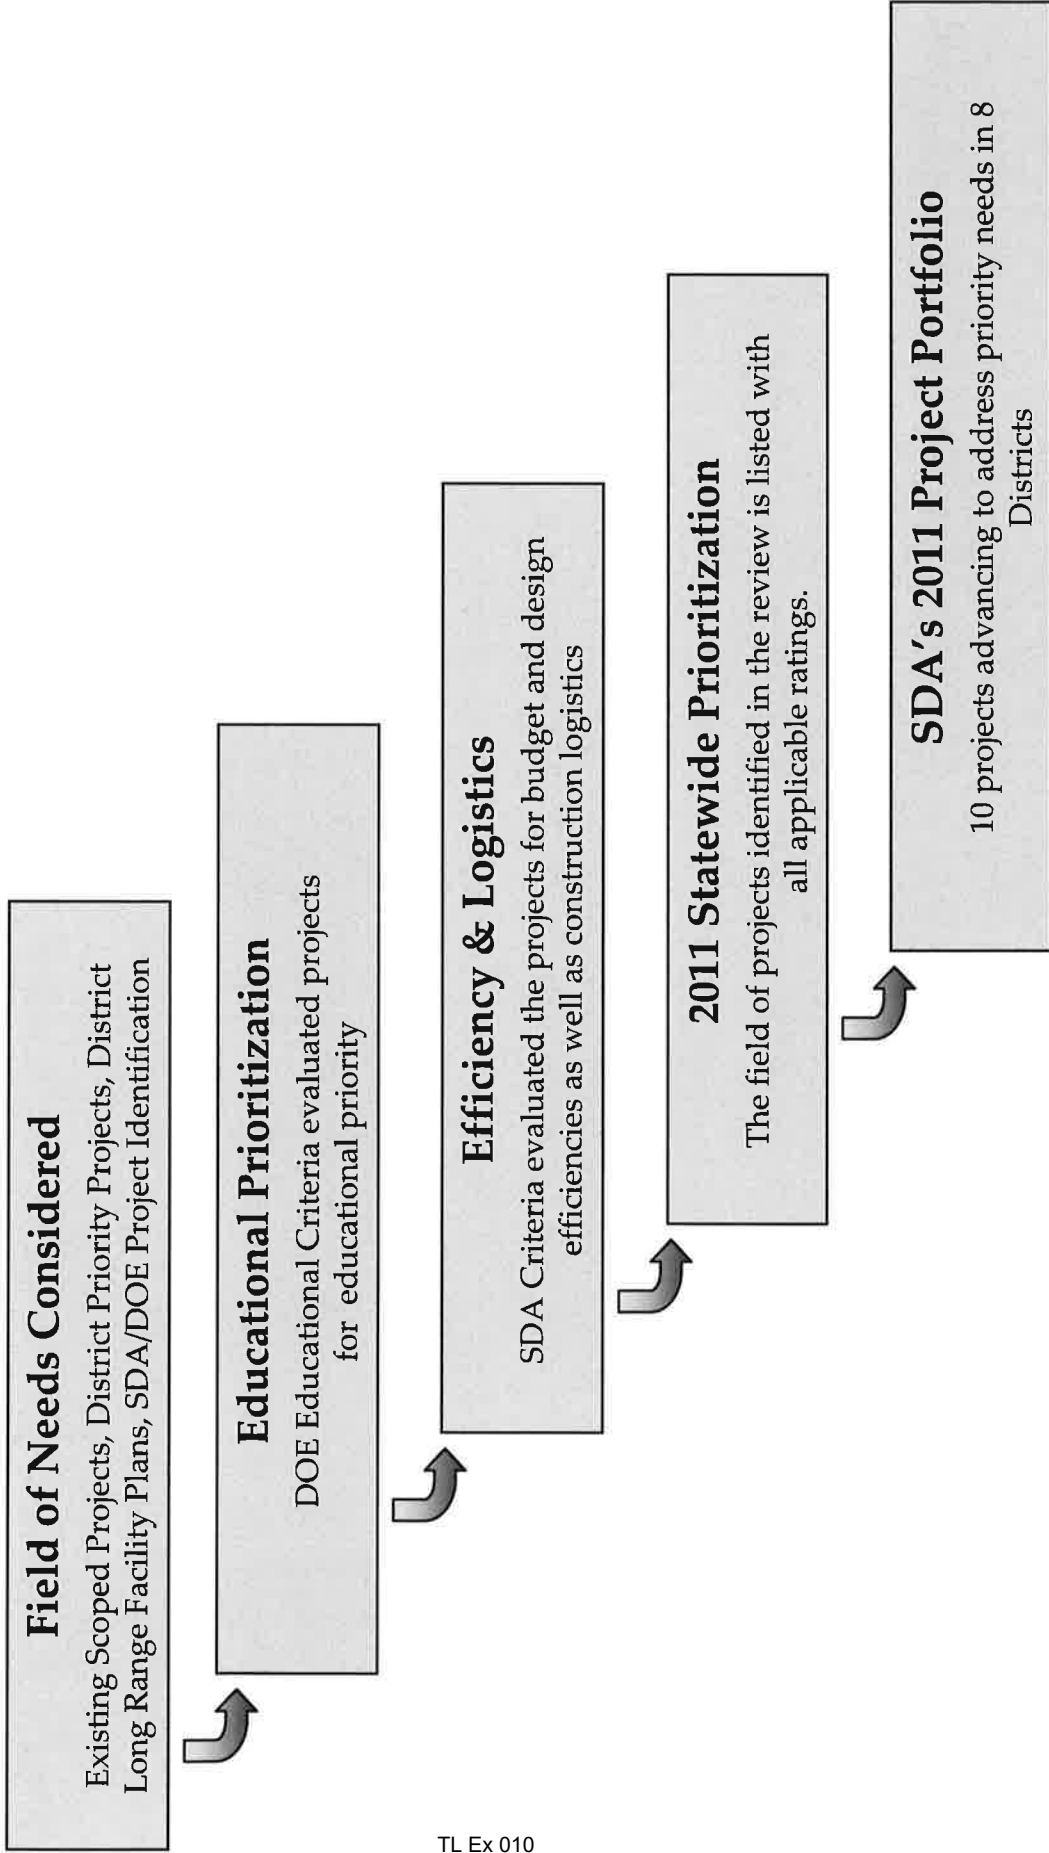 Field of Needs Considered
Existing Scoped Projects, District Priority Projects, District
Long Range Facility Plans, SDA/DOE Project Identification
Educational Prioritization
DOE Educational Criteria evaluated projects
for educational priority
Efficiency & Logistics
SDA Criteria evaluated the projects for budget and design
efficiencies as well as construction logistics
2011 Statewide Prioritization
The field of projects identified in the review is listed with
all applicable ratings.
SDA's 2011 Project Portfolio
10 projects advancing to address priority needs in 8
Districts
TL Ex 010